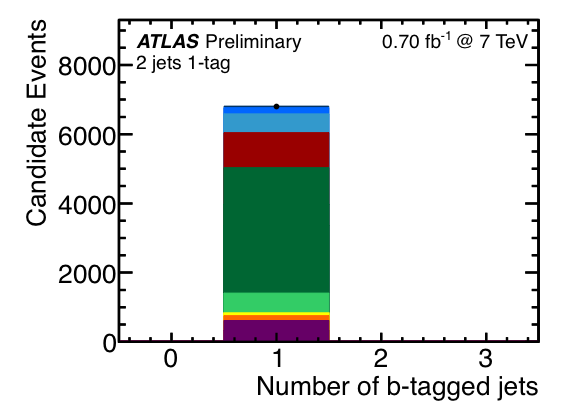 ATLAS Preliminary
0.70 fb-1 @ 7 TeV
2 jets 1-tag
Candidate Events
8000
6000
4000
2000
0
0 1 2 3
Number of b-tagged jets